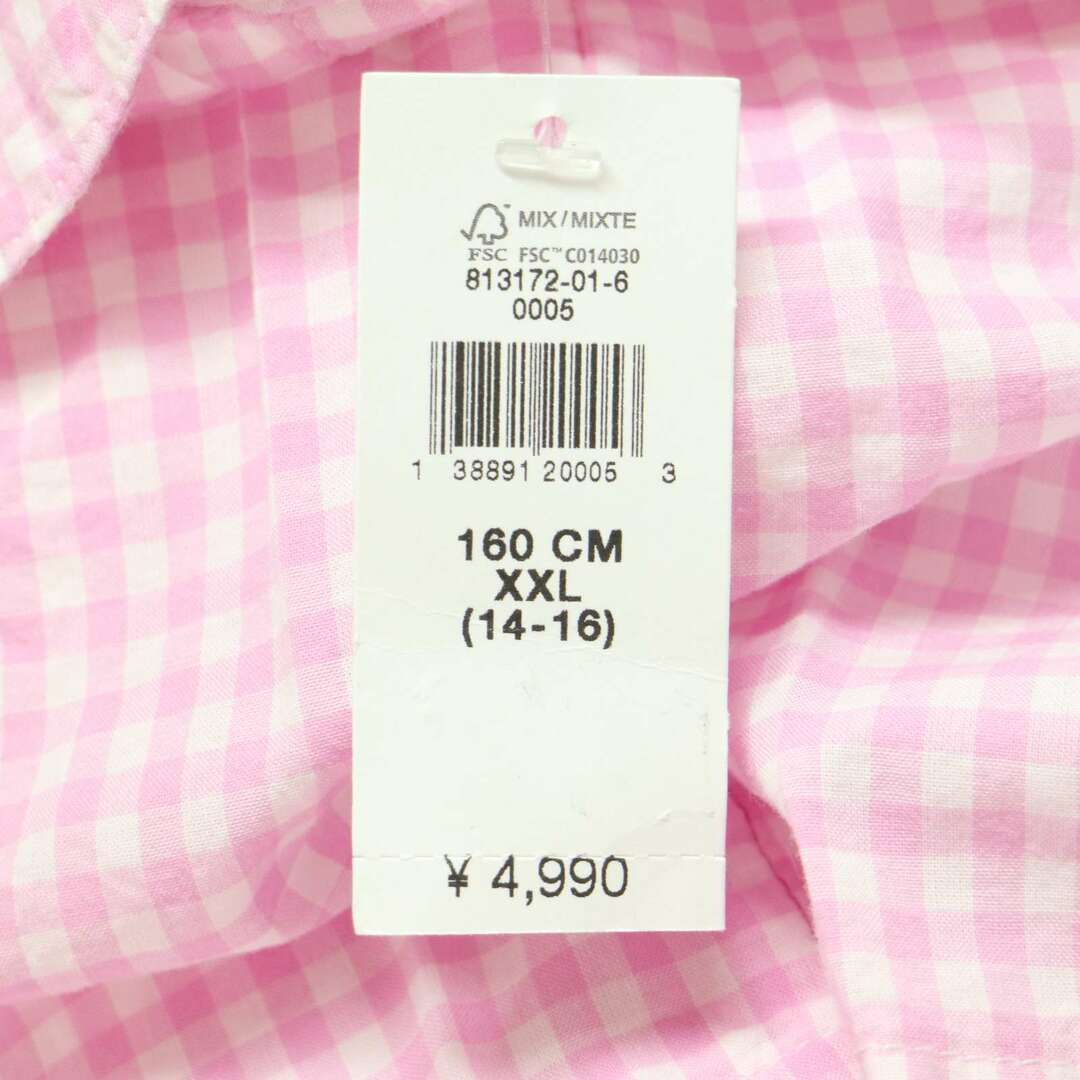 MIX/MIXTE
FSC FSC™ C014030
813172-01-6
0005
1 38891 20005 3
160 CM
XXL
(14-16)
¥ 4,990